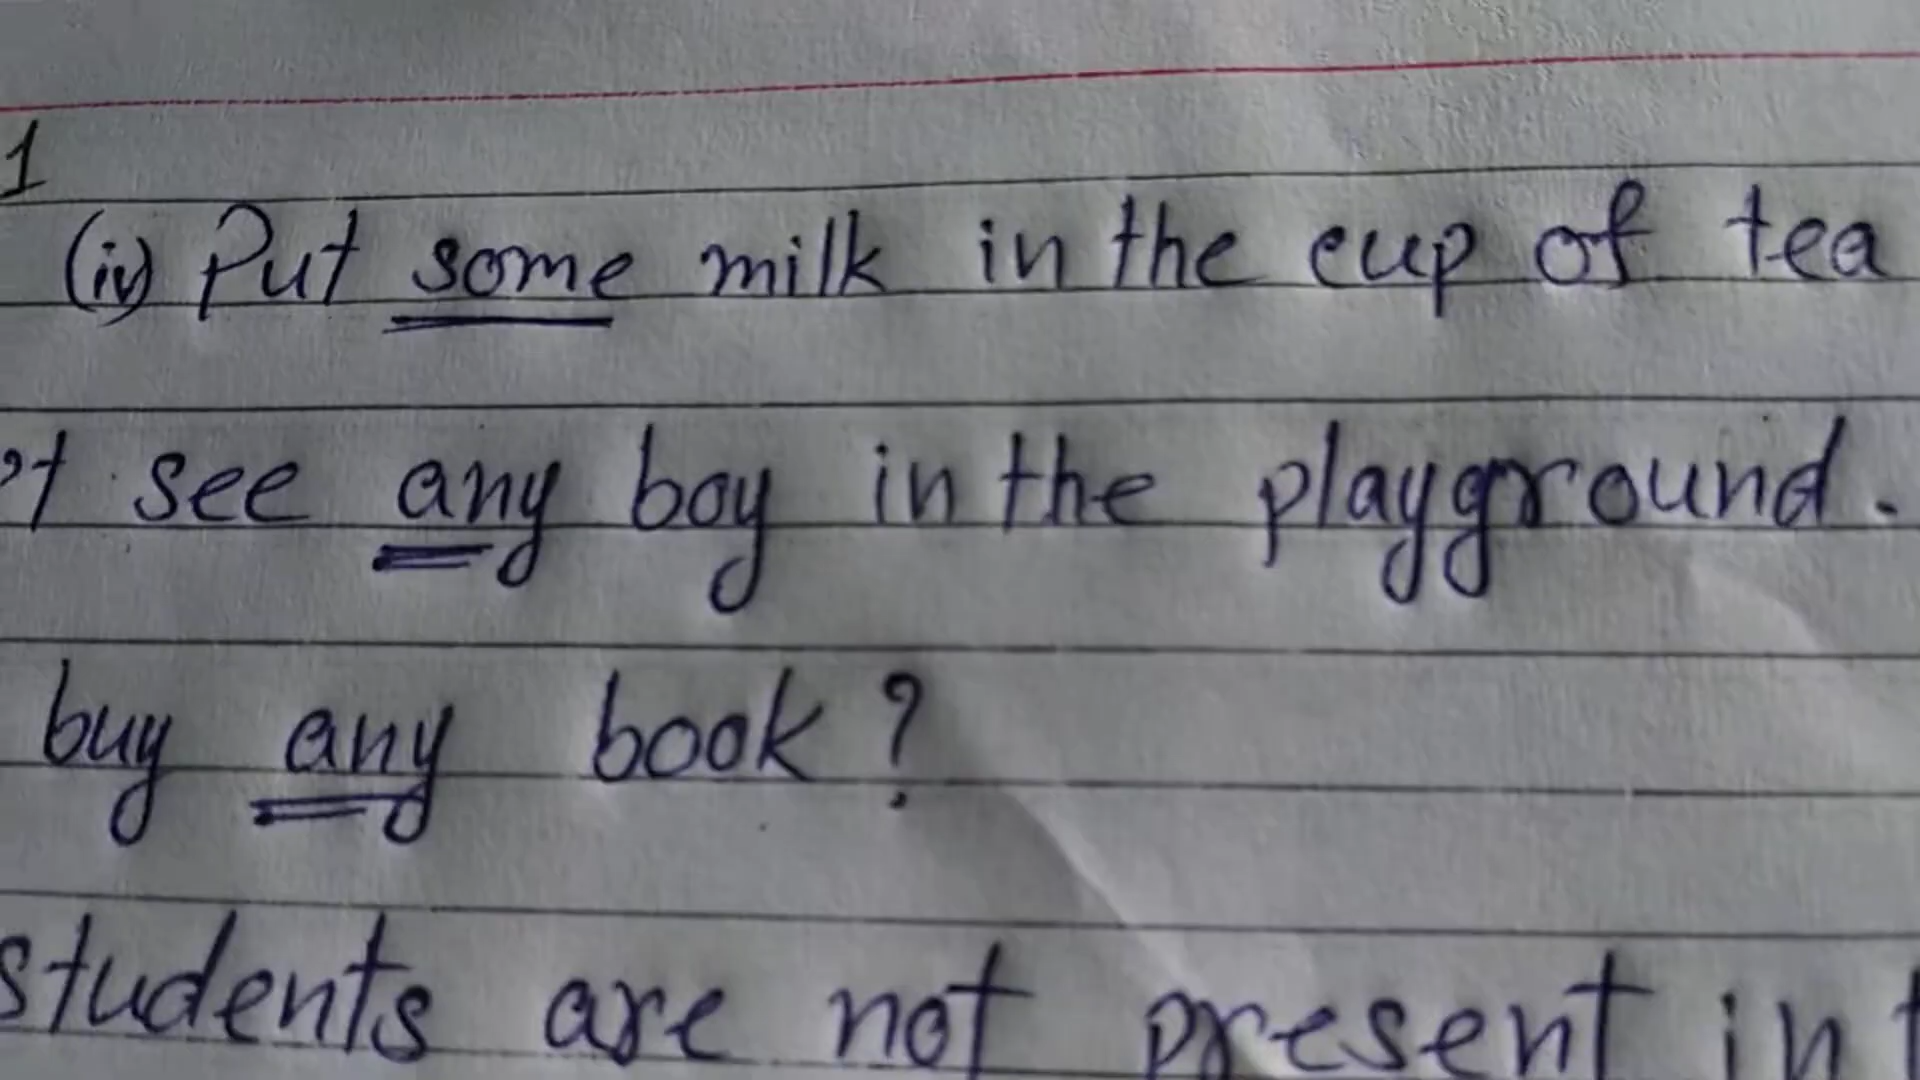 1
(iv) Put some milk in the cup of tea
't see any boy in the playground.
buy any book?
students are not present in